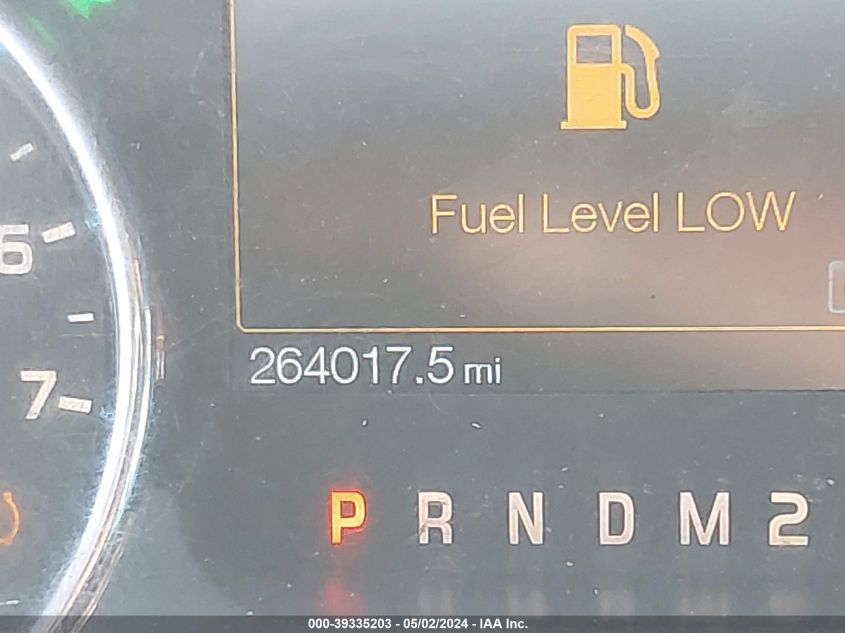 Fuel Level LOW
6
264017.5 mi
7
P R N D M 2
000-39335203 - 05/02/2024 - IAA Inc.